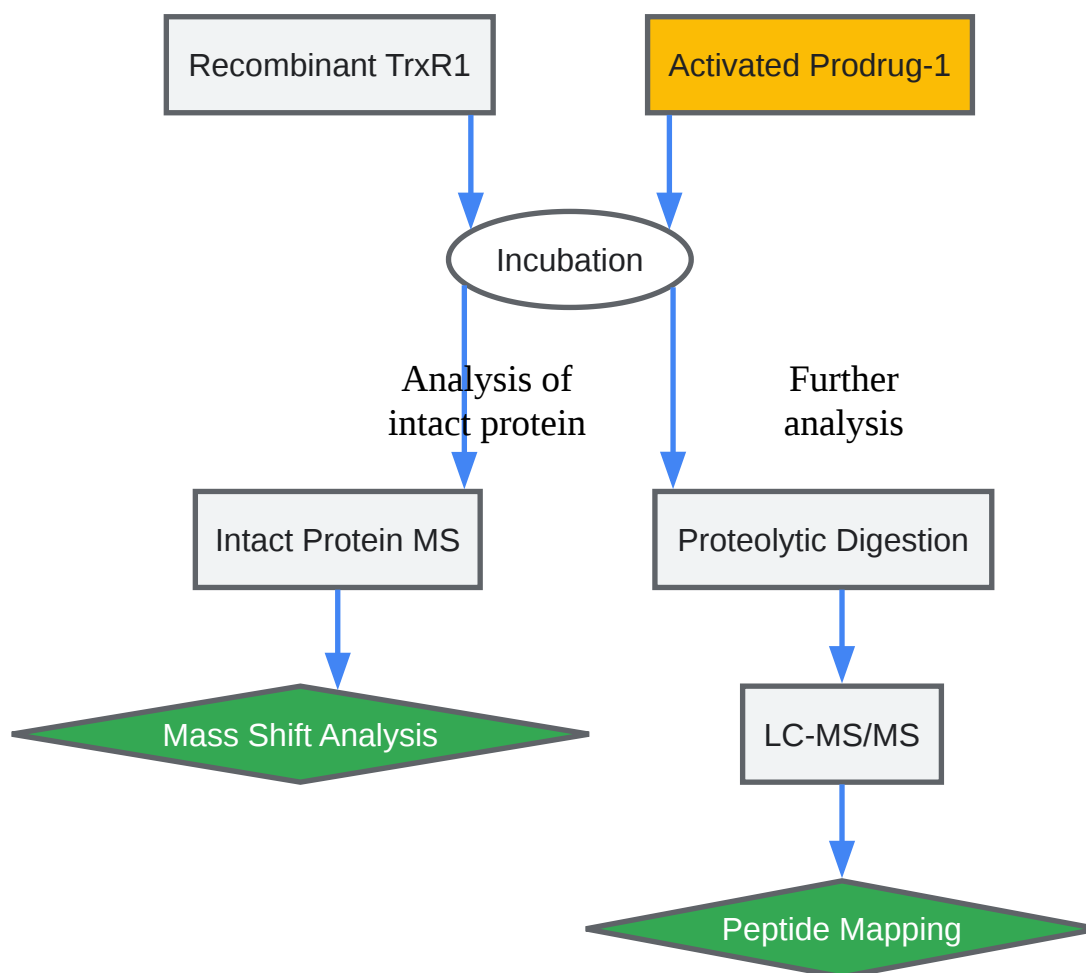 Recombinant TrxR1
Activated Prodrug-1
Incubation
Analysis of
intact protein
Further
analysis
Intact Protein MS
Proteolytic Digestion
Mass Shift Analysis
LC-MS/MS
Peptide Mapping